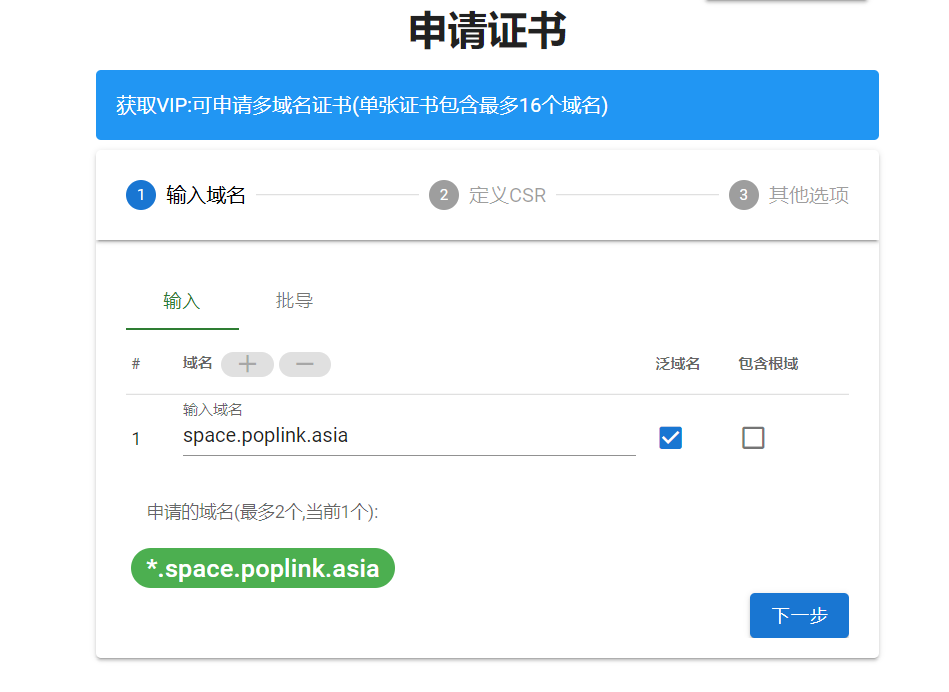 申请证书
获取VIP:可申请多域名证书(单张证书包含最多16个域名)
1 输入域名 2 定义CSR 3 其他选项
输入 批导
# 域名 泛域名 包含根域
输入域名
1 space.poplink.asia
申请的域名(最多2个,当前1个):
*.space.poplink.asia
下一步